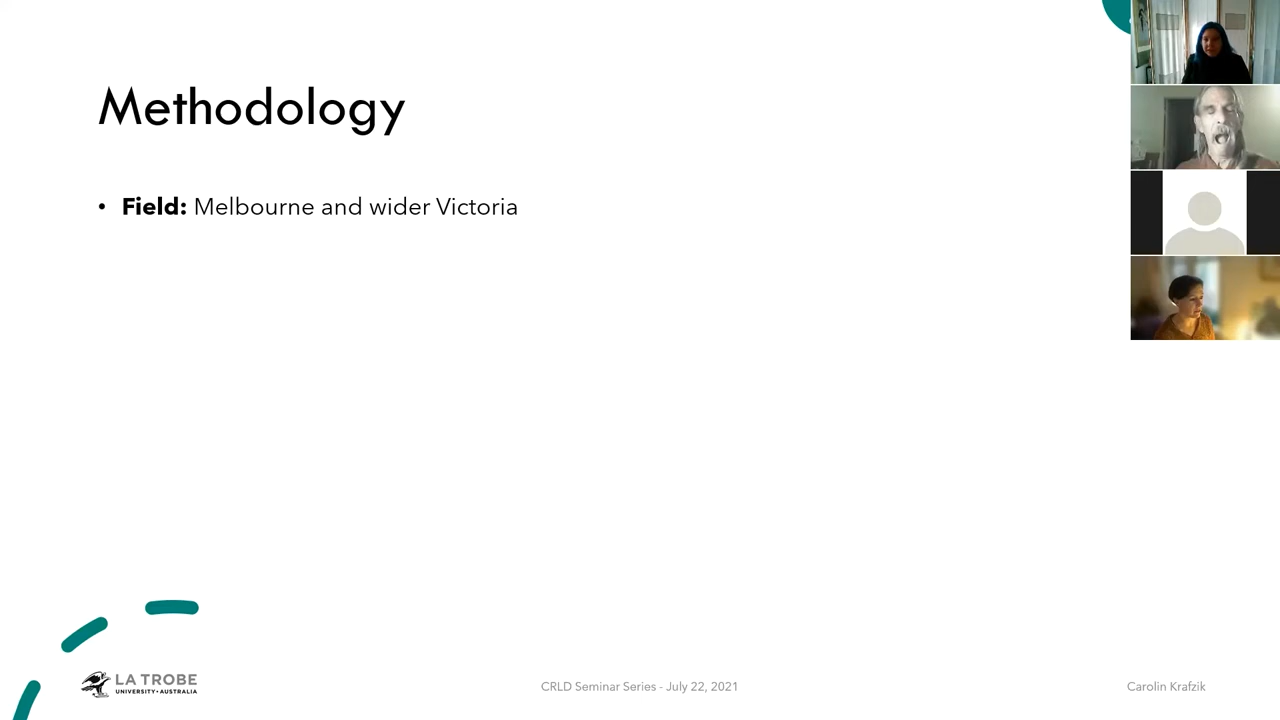 Methodology
• Field: Melbourne and wider Victoria
LA TROBE
UNIVERSITY • AUSTRALIA
CRLD Seminar Series - July 22, 2021
Carolin Krafzik